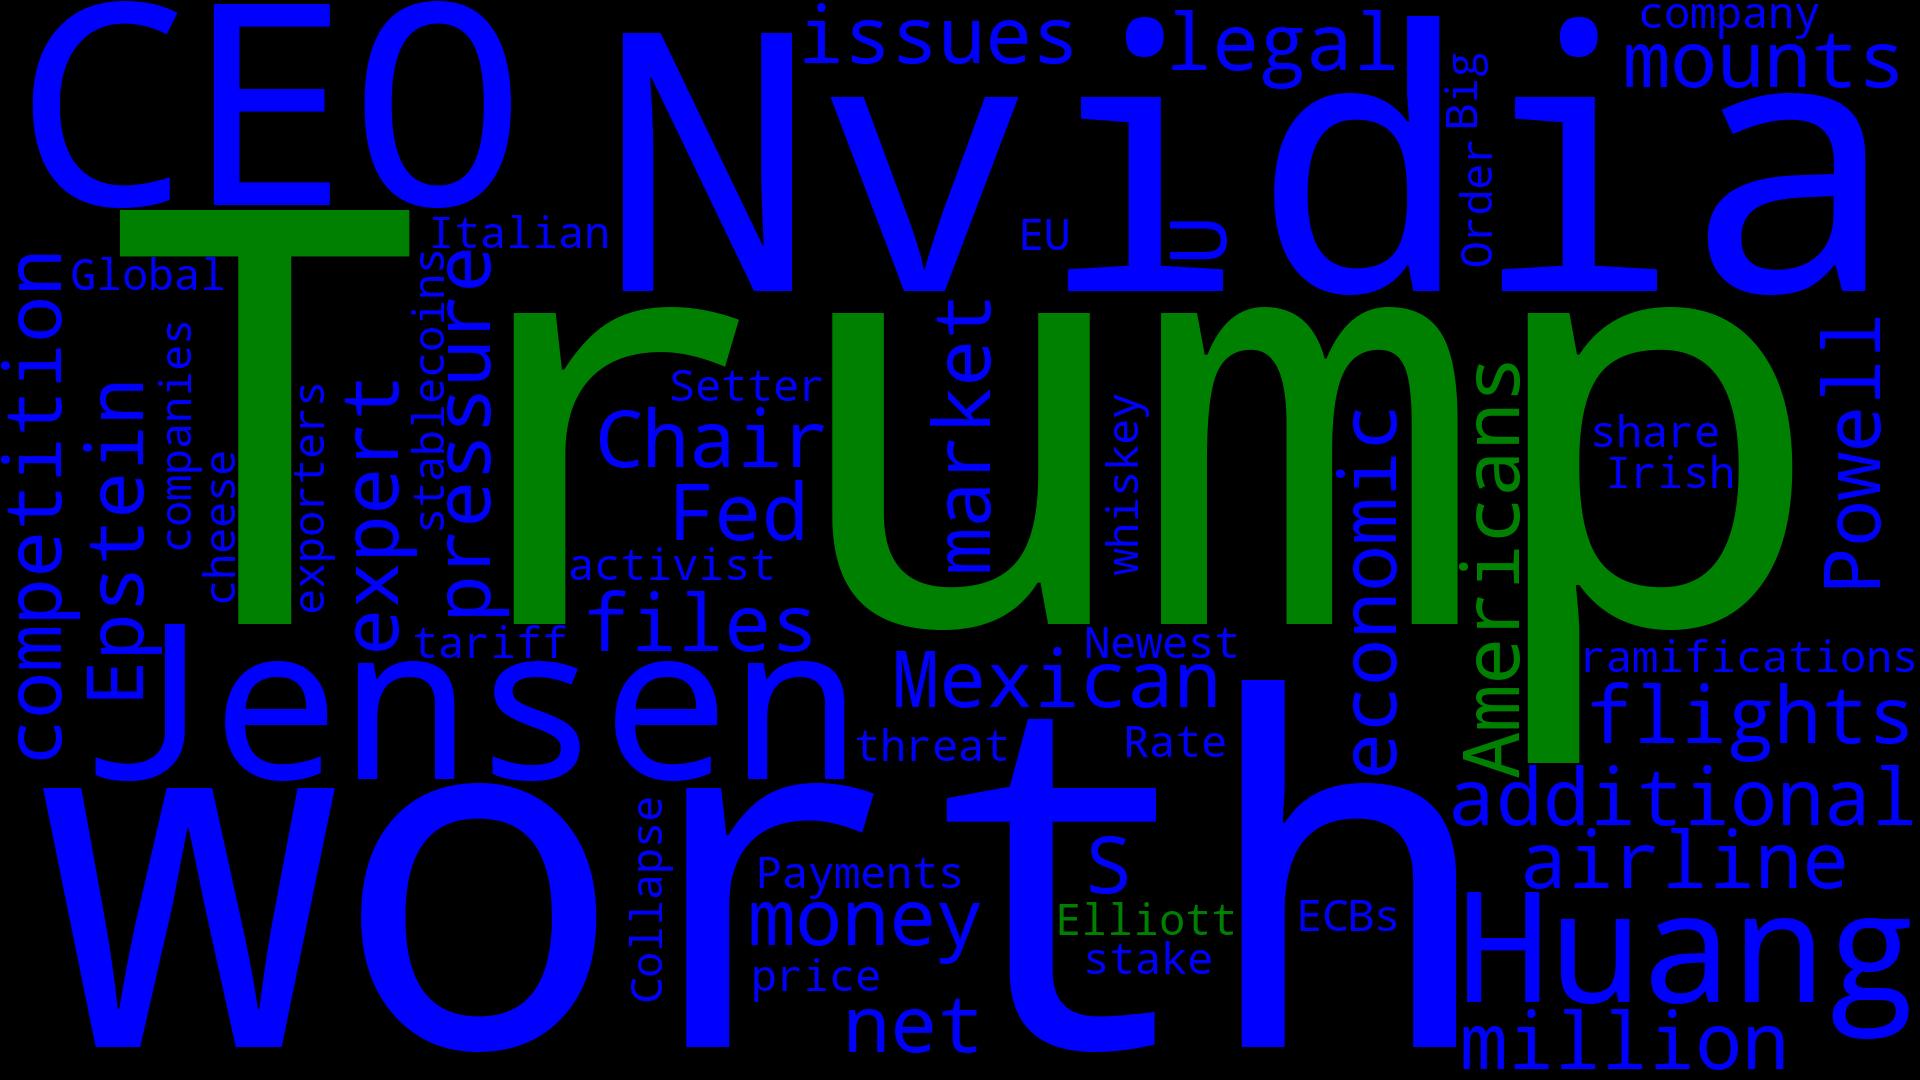 CEO
Nvidia
issues
legal
company
mounts
Big
Order
Italian
EU
U
Global
Trump
competition
Epstein
companies
cheese
exporters
expert
stablecoins
pressure
Setter
Chair
Fed
activist
files
market
whiskey
economic
Americans
share
Irish
Powell
tariff
Jensen
Newest
Mexican
threat
Rate
ramifications
flights
additional
airline
worth
Collapse
Payments
money
price
net
S
Elliott
stake
ECBs
Huang
million